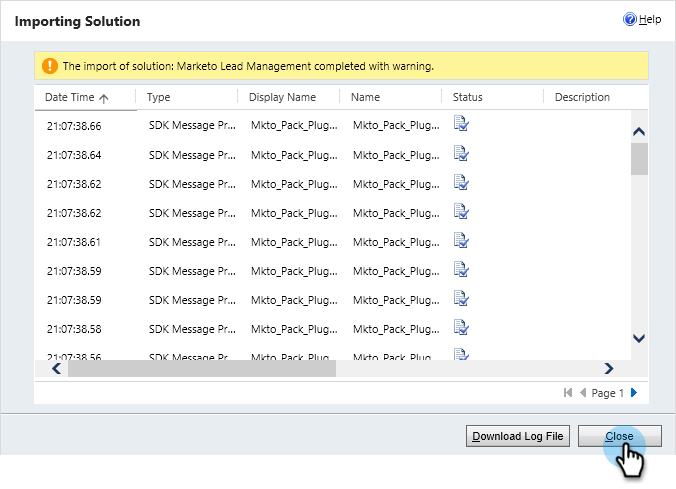 Importing Solution
Help
The import of solution: Marketo Lead Management completed with warning.
Date Time Type Display Name Name Status Description
21:07:38.66 SDK Message Pr... Mkto_Pack_Plug... Mkto_Pack_Plug...
21:07:38.64 SDK Message Pr... Mkto_Pack_Plug... Mkto_Pack_Plug...
21:07:38.62 SDK Message Pr... Mkto_Pack_Plug... Mkto_Pack_Plug...
21:07:38.62 SDK Message Pr... Mkto_Pack_Plug... Mkto_Pack_Plug...
21:07:38.61 SDK Message Pr... Mkto_Pack_Plug... Mkto_Pack_Plug...
21:07:38.59 SDK Message Pr... Mkto_Pack_Plug... Mkto_Pack_Plug...
21:07:38.59 SDK Message Pr... Mkto_Pack_Plug... Mkto_Pack_Plug...
21:07:38.58 SDK Message Pr... Mkto_Pack_Plug... Mkto_Pack_Plug...
21:07:38.56 SDK Message Pr... Mkto_Pack_Plug... Mkto_Pack_Plug...
Page 1
Download Log File Close